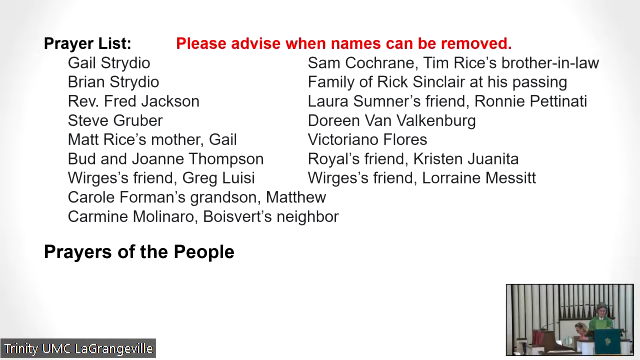 Prayer List: Please advise when names can be removed.
Gail Strydio
Brian Strydio
Rev. Fred Jackson
Steve Gruber
Matt Rice's mother, Gail
Bud and Joanne Thompson
Wirges's friend, Greg Luisi
Carole Forman's grandson, Matthew
Carmine Molinaro, Boisvert's neighbor
Sam Cochrane, Tim Rice's brother-in-law
Family of Rick Sinclair at his passing
Laura Sumner's friend, Ronnie Pettinati
Doreen Van Valkenburg
Victoriano Flores
Royal's friend, Kristen Juanita
Wirges's friend, Lorraine Messitt
Prayers of the People
Trinity UMC LaGrangeville